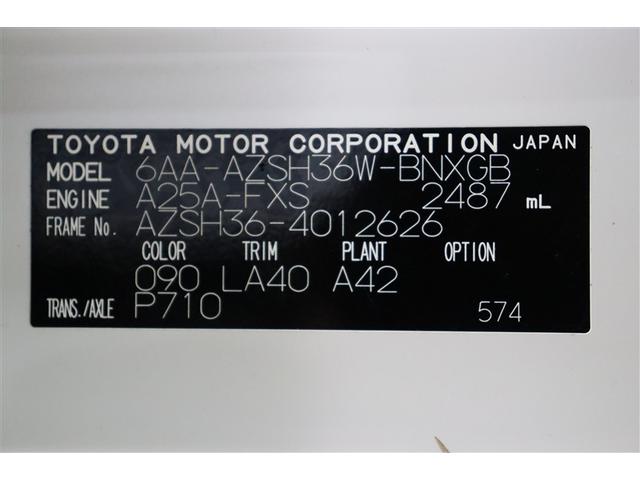 TOYOTA MOTOR CORPORATION JAPAN
MODEL 6AA-AZSH36W-BNXGB
ENGINE A25A-FXS 2487 mL
FRAME No. AZSH36-4012626
COLOR TRIM PLANT OPTION
090 LA40 A42
TRANS./AXLE P710 574